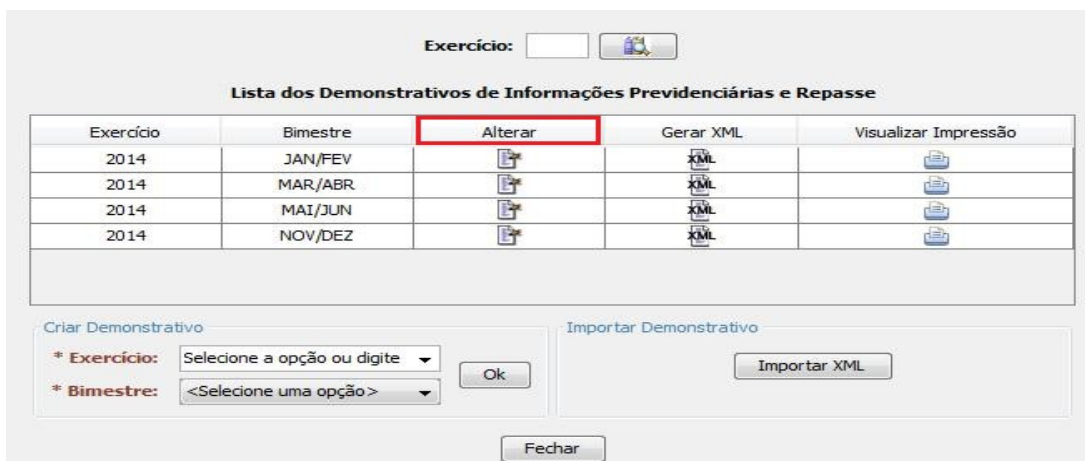 Exercício:
Lista dos Demonstrativos de Informações Previdenciárias e Repasse
Exercício Bimestre Alterar Gerar XML Visualizar Impressão
2014 JAN/FEV XML
2014 MAR/ABR XML
2014 MAI/JUN XML
2014 NOV/DEZ XML
Criar Demonstrativo
* Exercício: Selecione a opção ou digite
* Bimestre: <Selecione uma opção>
Ok
Importar Demonstrativo
Importar XML
Fechar